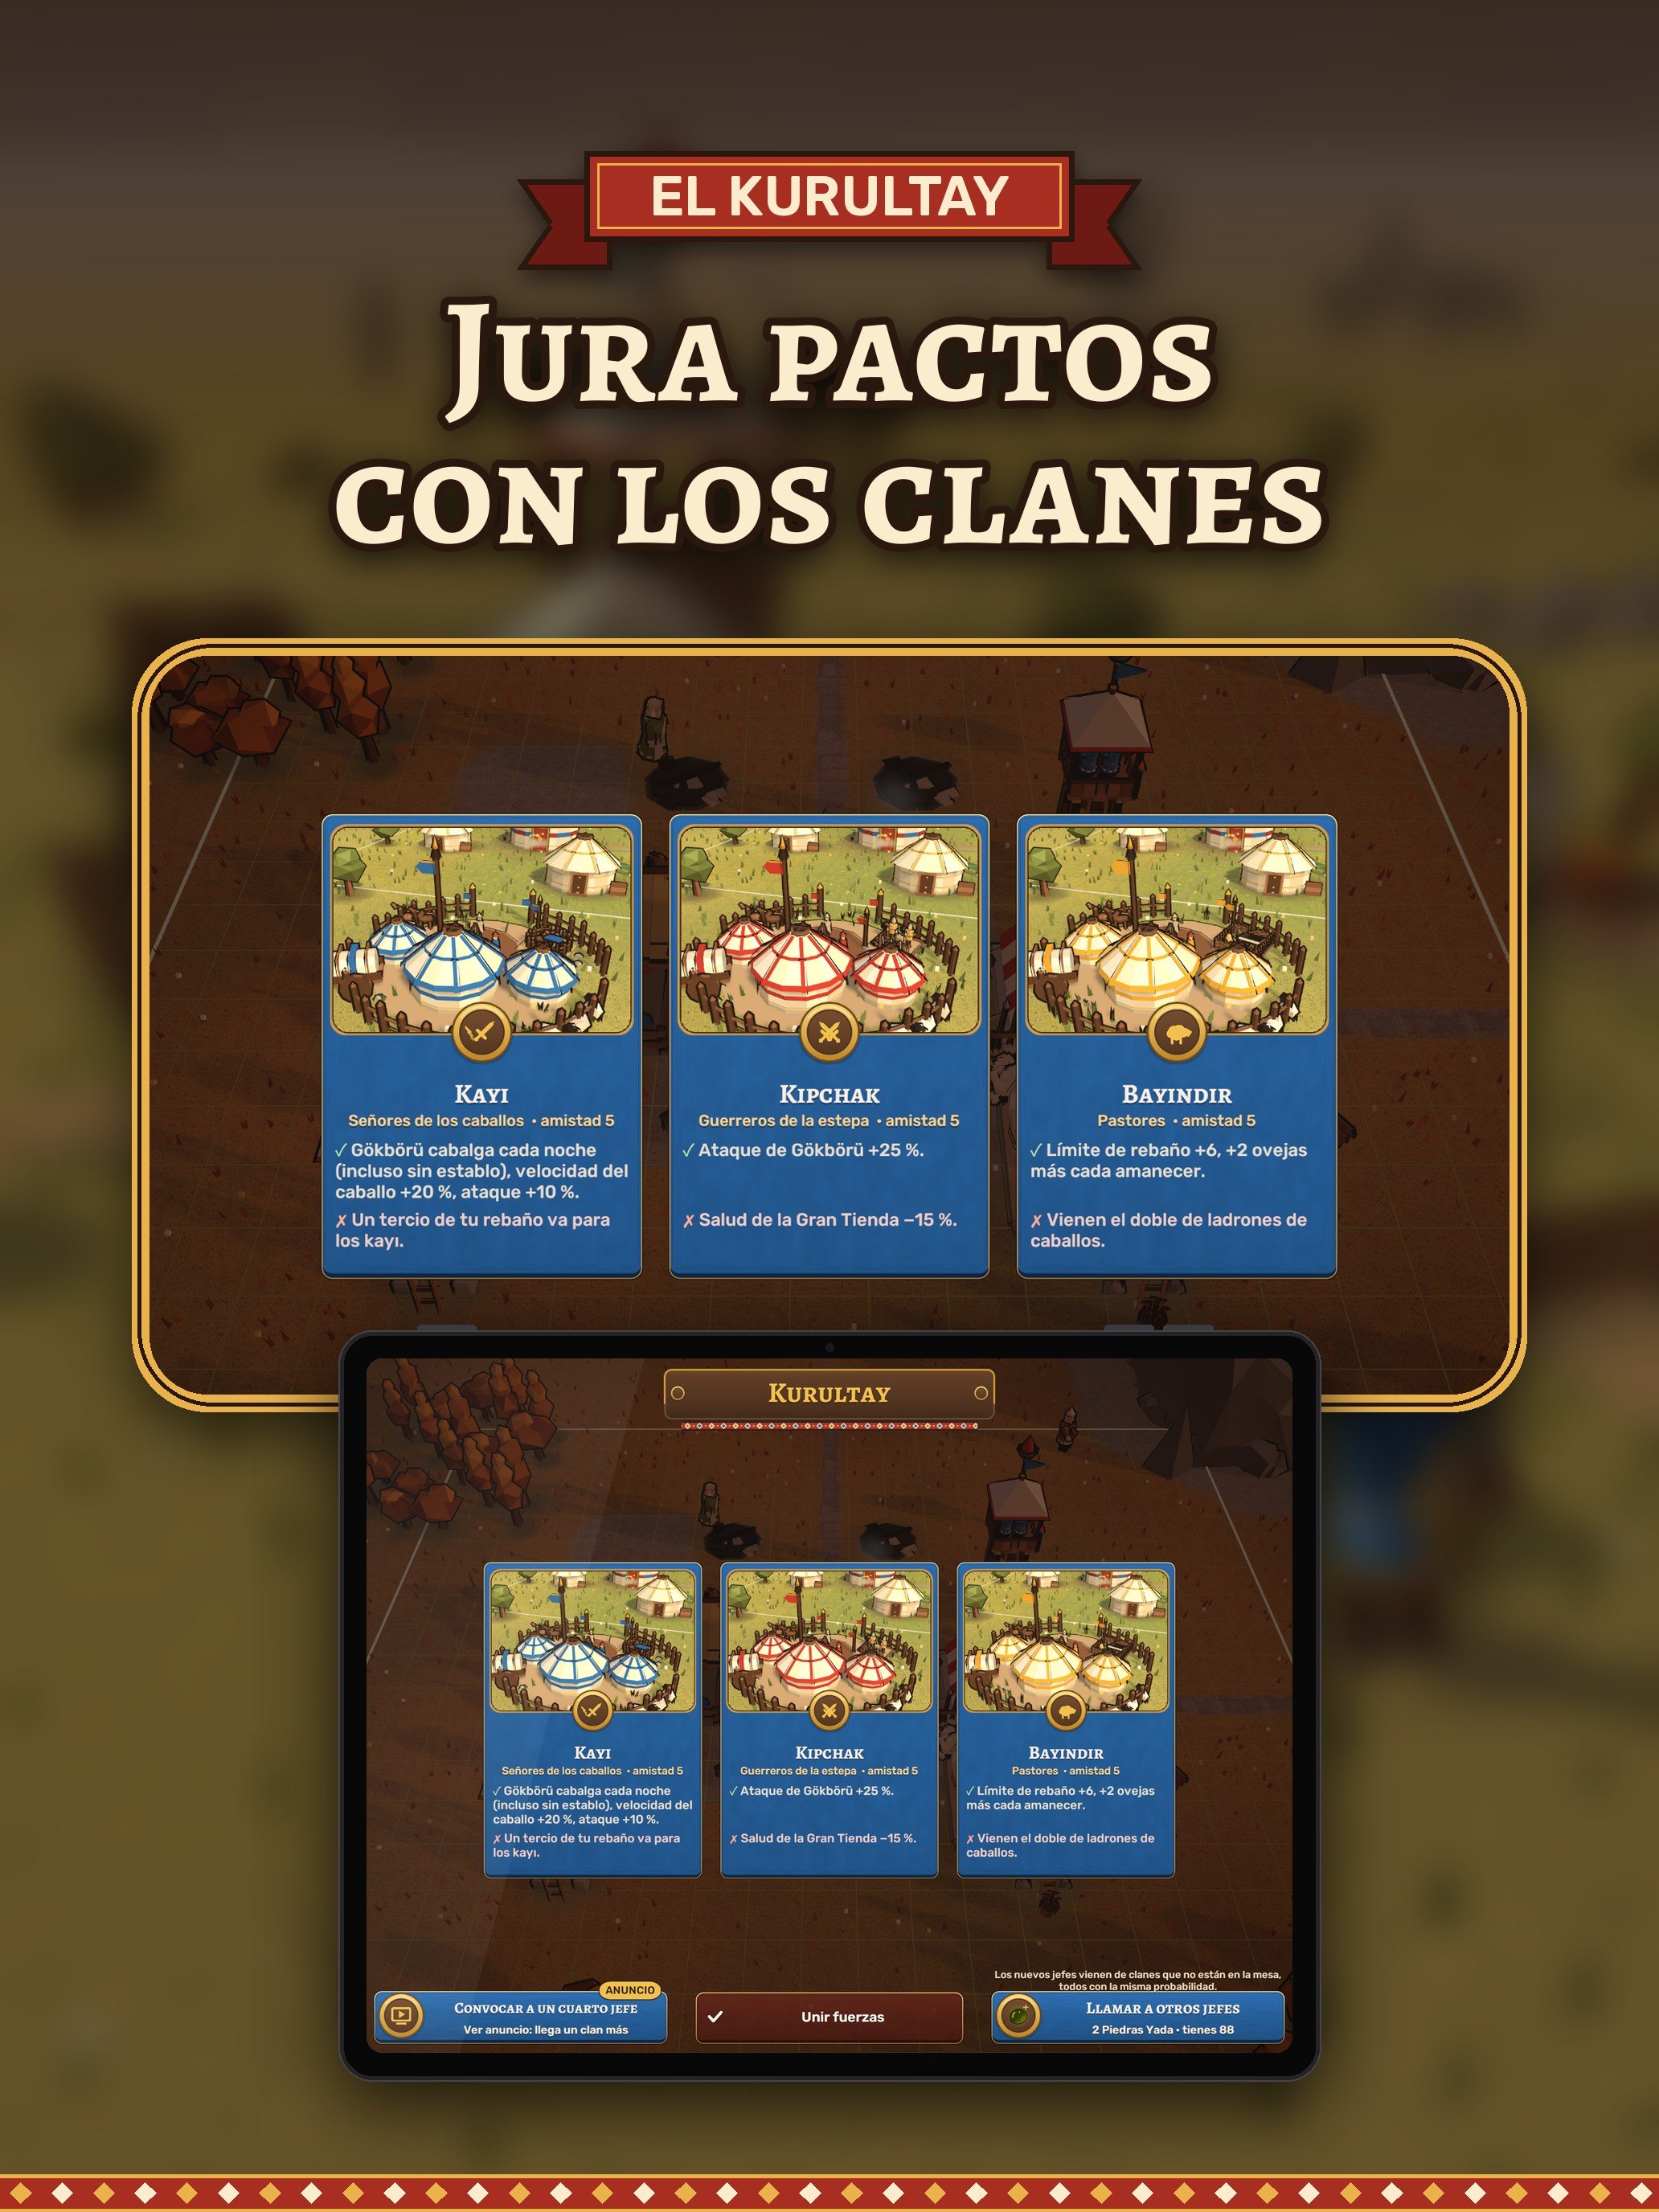 EL KURULTAY
JURA PACTOS
CON LOS CLANES
KAYI
Señores de los caballos • amistad 5
✓ Gökbörü cabalga cada noche
(incluso sin establo), velocidad del
caballo +20 %, ataque +10 %.
✗ Un tercio de tu rebaño va para
los kayı.
KIPCHAK
Guerreros de la estepa • amistad 5
✓ Ataque de Gökbörü +25 %.
✗ Salud de la Gran Tienda −15 %.
BAYINDIR
Pastores • amistad 5
✓ Límite de rebaño +6, +2 ovejas
más cada amanecer.
✗ Vienen el doble de ladrones de
caballos.
KURULTAY
KAYI
Señores de los caballos • amistad 5
✓ Gökbörü cabalga cada noche
(incluso sin establo), velocidad del
caballo +20 %, ataque +10 %.
✗ Un tercio de tu rebaño va para
los kayı.
KIPCHAK
Guerreros de la estepa • amistad 5
✓ Ataque de Gökbörü +25 %.
✗ Salud de la Gran Tienda −15 %.
BAYINDIR
Pastores • amistad 5
✓ Límite de rebaño +6, +2 ovejas
más cada amanecer.
✗ Vienen el doble de ladrones de
caballos.
ANUNCIO
CONVOCAR A UN CUARTO JEFE
Ver anuncio: llega un clan más
Unir fuerzas
Los nuevos jefes vienen de clanes que no están en la mesa,
todos con la misma probabilidad.
LLAMAR A OTROS JEFES
2 Piedras Yada • tienes 88